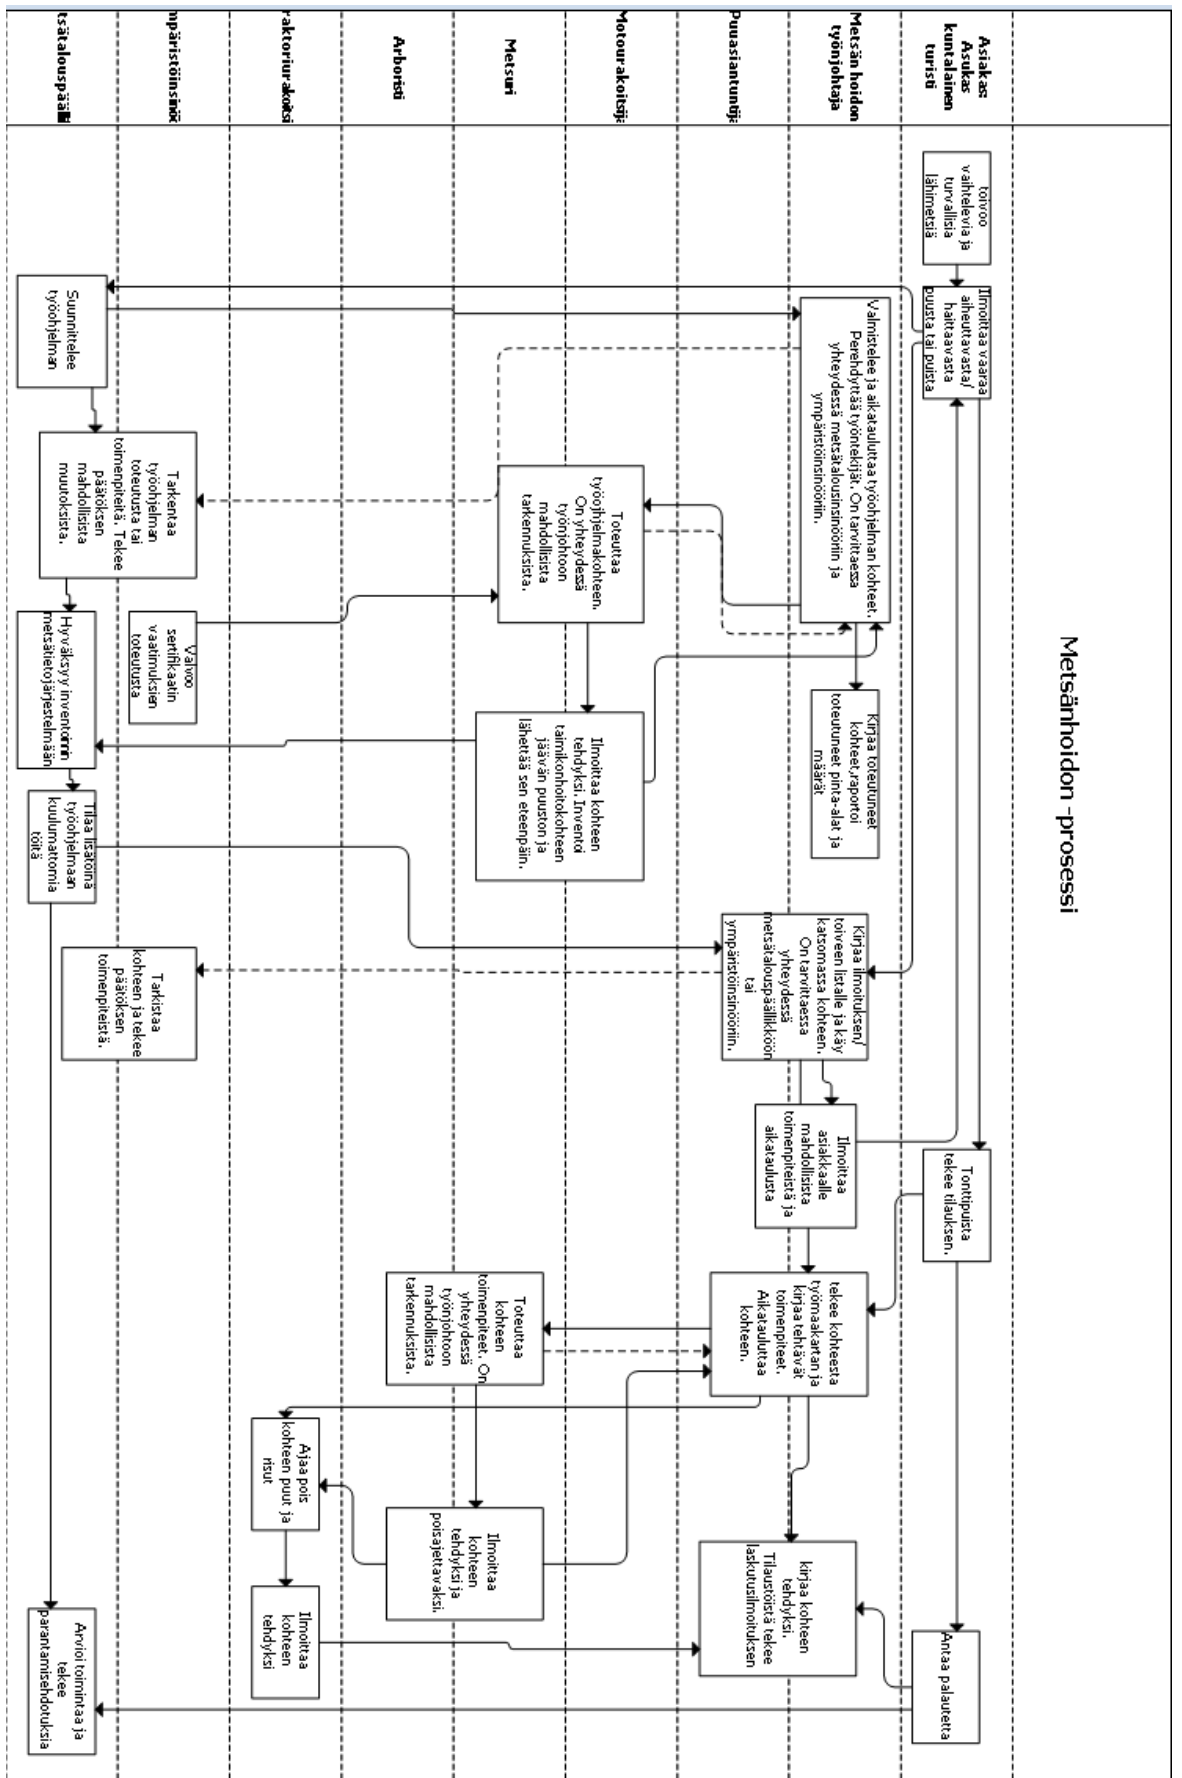 Metsänhoidon -prosessi
Asiakas:
Asukas
kuntalainen
turisti
Metsän hoidon
työnjohtaja
Puuasiantuntija
Motourakoitsija
Metsuri
Arboristi
raktoriurakoitsi
npäristöinsinöö
tsätalouspääll
toivoo
vaihtelevia ja
turvallisia
lähimetsiä
Ilmoittaa vaaraa
aiheuttavasta/
haittaavasta
puusta tai puista
Tonttipuista
tekee tilauksen.
Antaa palautetta
Valmistelee ja aikatauluttaa työohjelman kohteet.
Perehdyttää työntekijät. On tarvittaessa
yhteydessä metsätalousinsinööriin ja
ympäristöinsinööriin.
Kirjaa toteutuneet
kohteet,raportoi
toteutuneet pinta-alat ja
määrät
Kirjaa ilmoituksen/
toiveen listalle ja käy
katsomassa kohteen.
On tarvittaessa
yhteydessä
metsätalouspäällikköön
tai
ympäristöinsinööriin.
Ilmoittaa
asiakkaalle
mahdollisista
toimenpiteistä ja
aikataulusta
tekee kohteesta
työmaakartan ja
kirjaa tehtävät
toimenpiteet.
Aikatauluttaa
kohteen.
kirjaa kohteen
tehdyksi.
Tilaustöistä tekee
laskutusilmoituksen
Toteuttaa
työojhjelmakohteen.
On yhteydessä
työnjohtoon
mahdollisista
tarkennuksista.
Ilmoittaa kohteen
tehdyksi. Inventoi
taimikonhoitokohteen
jäävän puuston ja
lähettää sen eteenpäin.
Toteuttaa
kohteen
toimenpiteet. On
yhteydessä
työnjohtoon
mahdollisista
tarkennuksista.
Ilmoittaa
kohteen
tehdyksi ja
poisajettavaksi.
Ajaa pois
kohteen puut ja
risut
Ilmoittaa
kohteen
tehdyksi
Tarkentaa
työohjelman
toteutusta tai
toimenpiteitä. Tekee
päätöksen
mahdollisista
muutoksista.
Valvoo
sertifikaatin
vaatimuksien
toteutusta
Tarkistaa
kohteen ja tekee
päätöksen
toimenpiteistä.
Suunnittelee
työohjelman
Hyväksyy inventoinnin
metsätietojärjestelmään
Tilaa lisätöinä
työohjelmaan
kuulumattomia
töitä
Arvioi toimintaa ja
tekee
parantamisehdotuksia